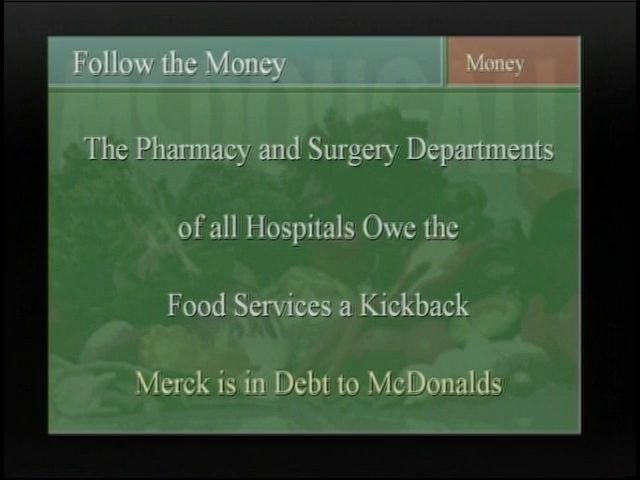 Follow the Money
Money
McDOUGALL
The Pharmacy and Surgery Departments
of all Hospitals Owe the
Food Services a Kickback
Merck is in Debt to McDonalds